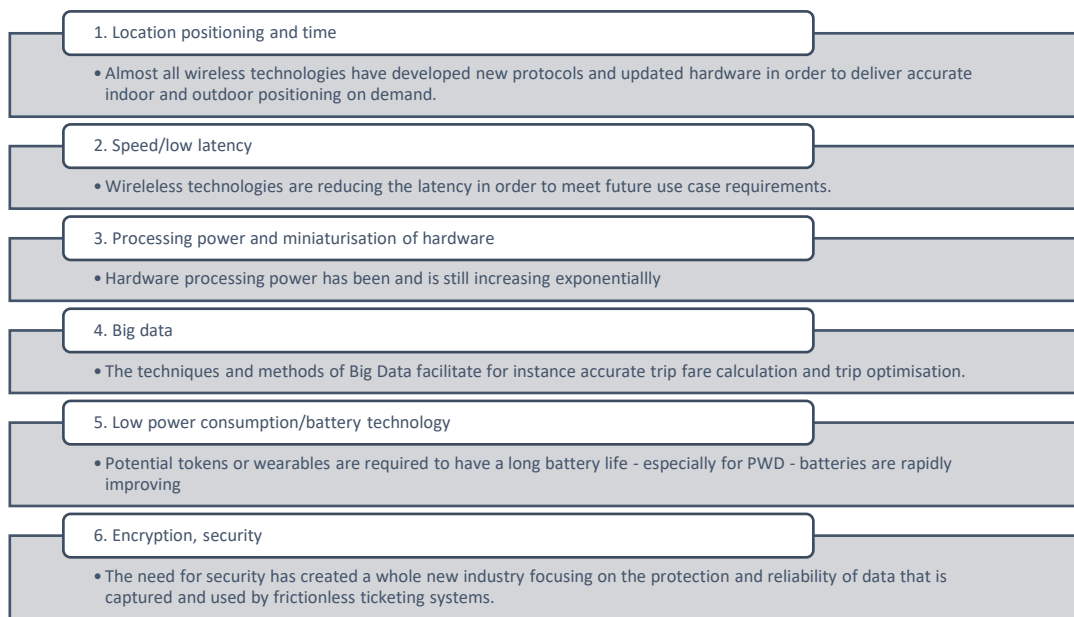 1. Location positioning and time
• Almost all wireless technologies have developed new protocols and updated hardware in order to deliver accurate
indoor and outdoor positioning on demand.
2. Speed/low latency
• Wireleless technologies are reducing the latency in order to meet future use case requirements.
3. Processing power and miniaturisation of hardware
• Hardware processing power has been and is still increasing exponentiallly
4. Big data
• The techniques and methods of Big Data facilitate for instance accurate trip fare calculation and trip optimisation.
5. Low power consumption/battery technology
• Potential tokens or wearables are required to have a long battery life - especially for PWD - batteries are rapidly
improving
6. Encryption, security
• The need for security has created a whole new industry focusing on the protection and reliability of data that is
captured and used by frictionless ticketing systems.